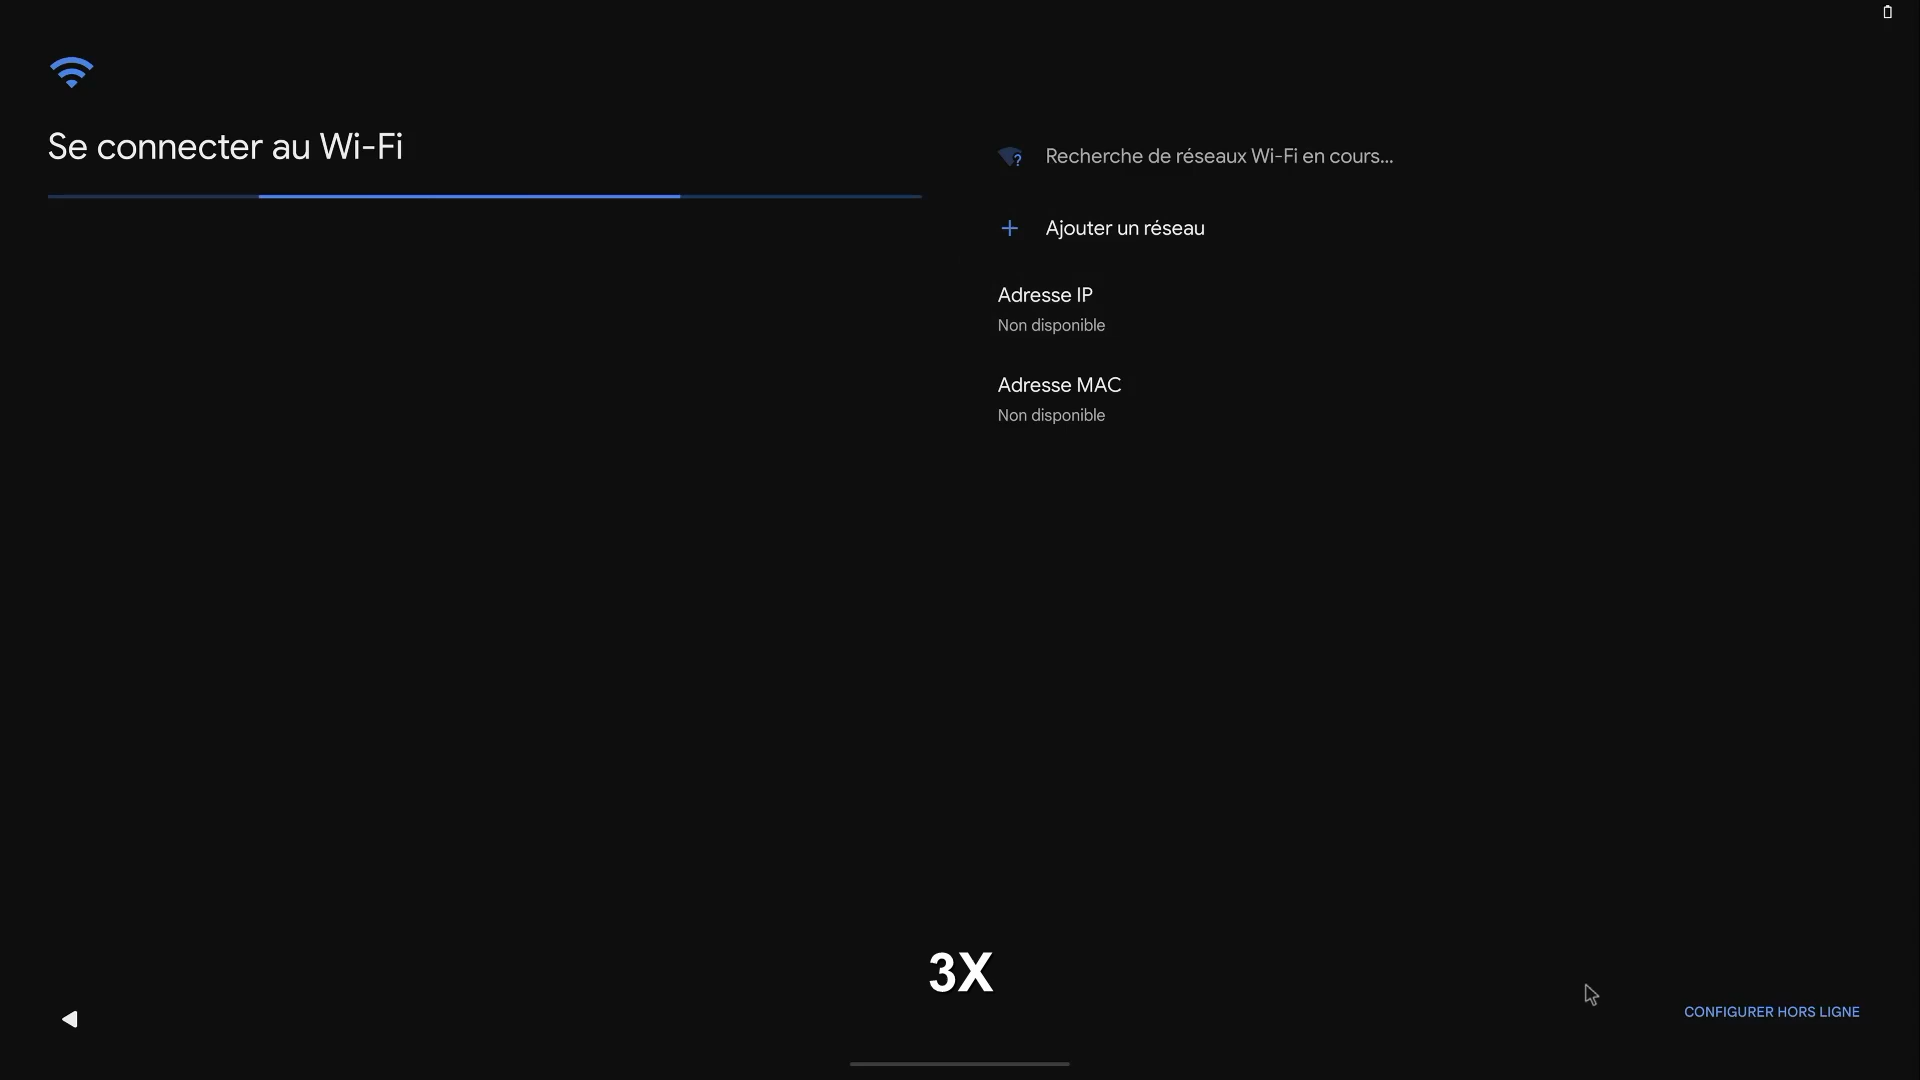 Se connecter au Wi-Fi
Recherche de réseaux Wi-Fi en cours...
Ajouter un réseau
Adresse IP
Non disponible
Adresse MAC
Non disponible
3X
CONFIGURER HORS LIGNE